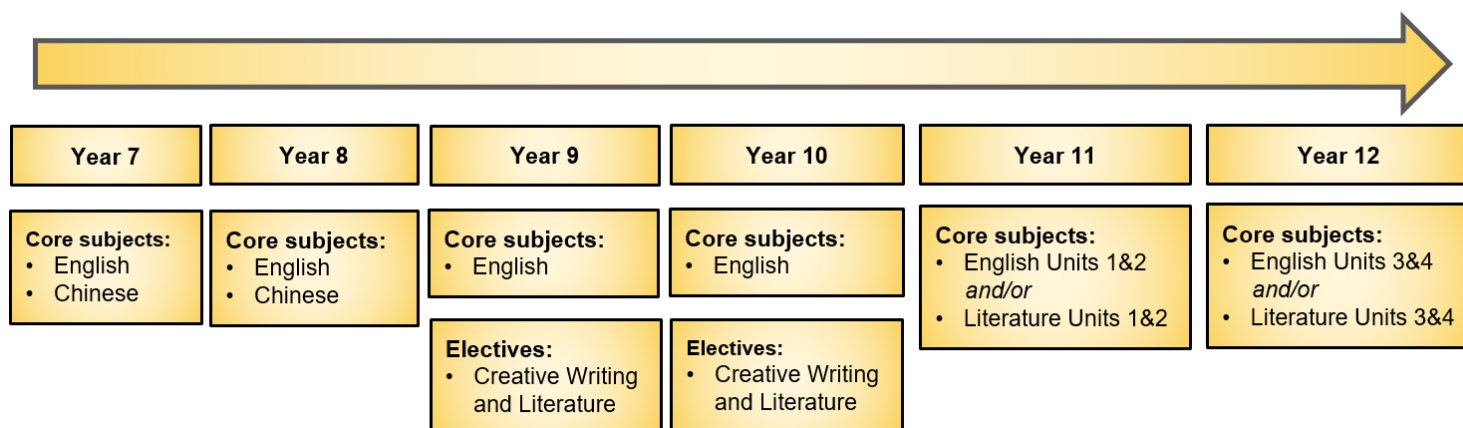 Year 7
Year 8
Year 9
Year 10
Year 11
Year 12
Core subjects:
• English
• Chinese
Core subjects:
• English
• Chinese
Core subjects:
• English
Core subjects:
• English
Core subjects:
• English Units 1&2
and/or
• Literature Units 1&2
Core subjects:
• English Units 3&4
and/or
• Literature Units 3&4
Electives:
• Creative Writing
and Literature
Electives:
• Creative Writing
and Literature